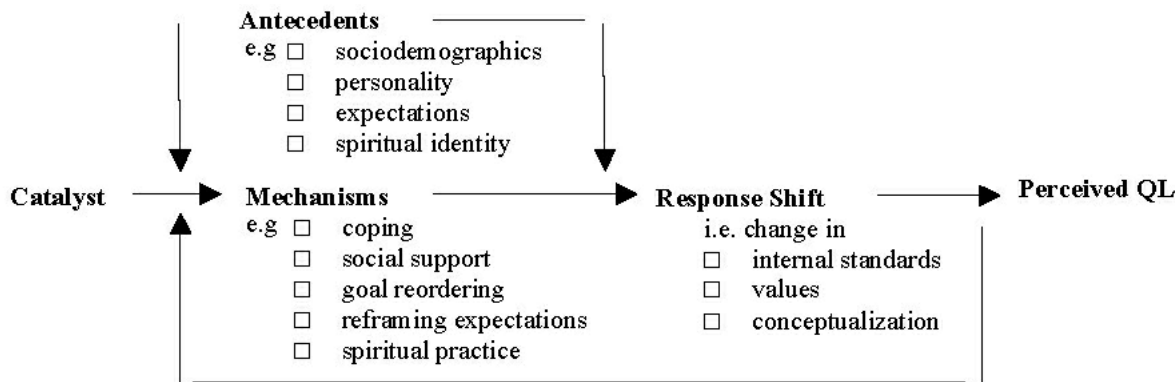 Antecedents
e.g □ sociodemographics
□ personality
□ expectations
□ spiritual identity
Catalyst
Mechanisms
e.g □ coping
□ social support
□ goal reordering
□ reframing expectations
□ spiritual practice
Response Shift
i.e. change in
□ internal standards
□ values
□ conceptualization
Perceived QL